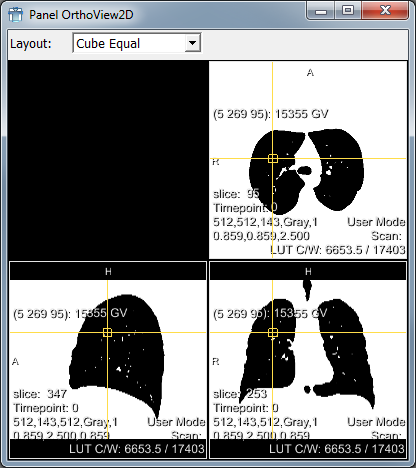 Panel OrthoView2D
Layout: Cube Equal
A
(5 269 95): 15355 GV
R
slice: 95
Timepoint: 0
512,512,143,Gray,1 User Mode
0.859,0.859,2.500 Scan:
LUT C/W: 6653.5 / 17403
H
(5 269 95): 15355 GV
A
slice: 347
Timepoint: 0
512,143,512,Gray,1 User Mode
0.859,2.500,0.859 Scan:
LUT C/W: 6653.5 / 17403
H
(5 269 95): 15355 GV
R
slice: 253
Timepoint: 0
512,143,512,Gray,1 User Mode
0.859,2.500,0.859 Scan:
LUT C/W: 6653.5 / 17403